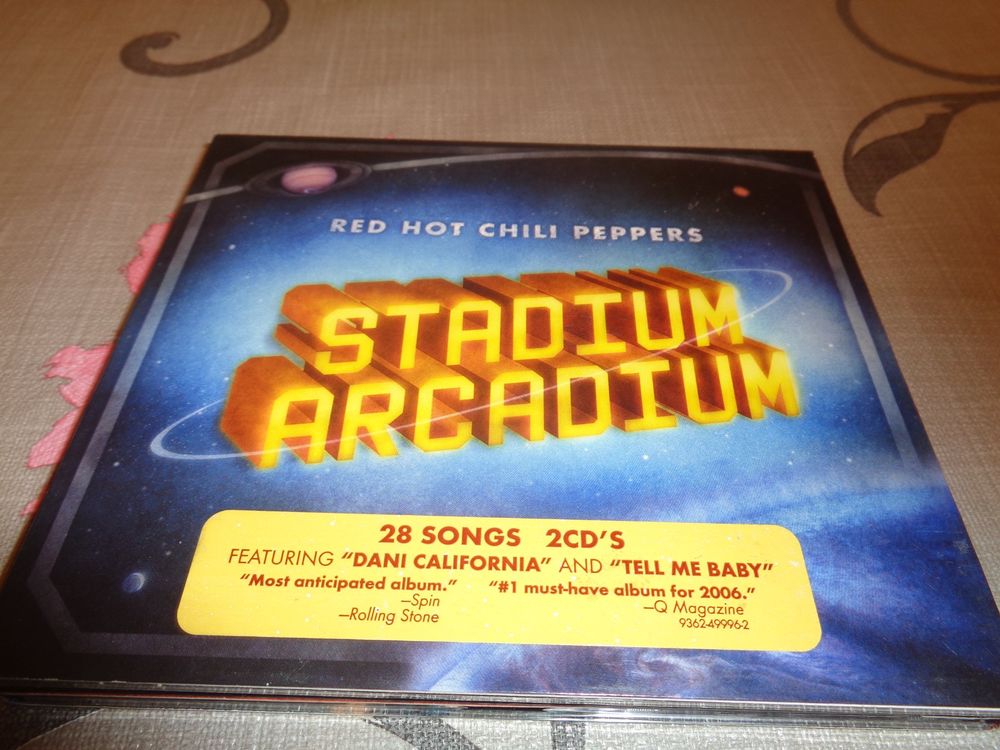 RED HOT CHILI PEPPERS
STADIUM
ARCADIUM
28 SONGS 2CD'S
FEATURING "DANI CALIFORNIA" AND "TELL ME BABY"
"Most anticipated album." "#1 must-have album for 2006."
—Spin —Q Magazine
—Rolling Stone 9362-49996-2